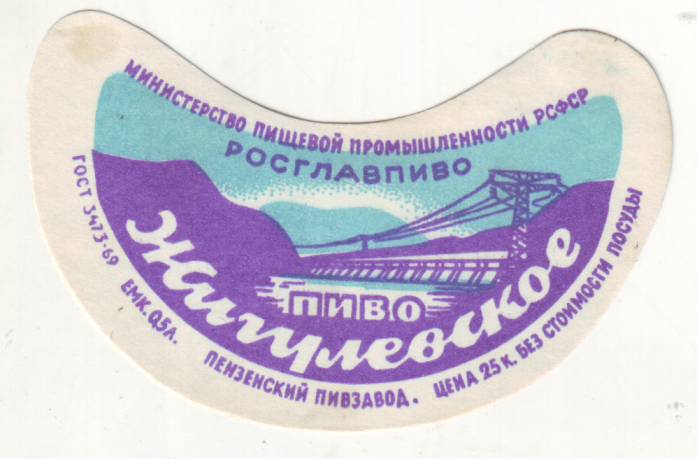 МИНИСТЕРСТВО ПИЩЕВОЙ ПРОМЫШЛЕННОСТИ РСФСР
РОСГЛАВПИВО
ПИВО
Жигулевское
ГОСТ 3473-69 ЕМК. 0,5Л. ПЕНЗЕНСКИЙ ПИВЗАВОД. ЦЕНА 25 К. БЕЗ СТОИМОСТИ ПОСУДЫ